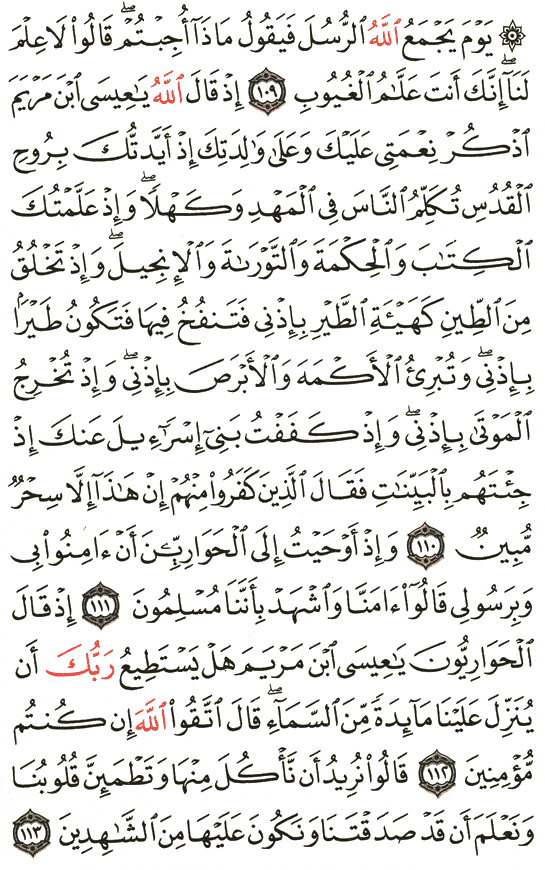 ۞ يَوْمَ يَجْمَعُ ٱللَّهُ ٱلرُّسُلَ فَيَقُولُ مَاذَآ أُجِبْتُمْ ۖ قَالُوا۟ لَا عِلْمَ
لَنَآ ۖ إِنَّكَ أَنتَ عَلَّٰمُ ٱلْغُيُوبِ ١٠٩ إِذْ قَالَ ٱللَّهُ يَٰعِيسَى ٱبْنَ مَرْيَمَ
ٱذْكُرْ نِعْمَتِى عَلَيْكَ وَعَلَىٰ وَٰلِدَتِكَ إِذْ أَيَّدتُّكَ بِرُوحِ
ٱلْقُدُسِ تُكَلِّمُ ٱلنَّاسَ فِى ٱلْمَهْدِ وَكَهْلًا ۖ وَإِذْ عَلَّمْتُكَ
ٱلْكِتَٰبَ وَٱلْحِكْمَةَ وَٱلتَّوْرَىٰةَ وَٱلْإِنجِيلَ ۖ وَإِذْ تَخْلُقُ
مِنَ ٱلطِّينِ كَهَيْـَٔةِ ٱلطَّيْرِ بِإِذْنِى فَتَنفُخُ فِيهَا فَتَكُونُ طَيْرًۢا
بِإِذْنِى ۖ وَتُبْرِئُ ٱلْأَكْمَهَ وَٱلْأَبْرَصَ بِإِذْنِى ۖ وَإِذْ تُخْرِجُ
ٱلْمَوْتَىٰ بِإِذْنِى ۖ وَإِذْ كَفَفْتُ بَنِىٓ إِسْرَٰٓءِيلَ عَنكَ إِذْ
جِئْتَهُم بِٱلْبَيِّنَٰتِ فَقَالَ ٱلَّذِينَ كَفَرُوا۟ مِنْهُمْ إِنْ هَٰذَآ إِلَّا سِحْرٌ
مُّبِينٌ ١١٠ وَإِذْ أَوْحَيْتُ إِلَى ٱلْحَوَارِيِّـۧنَ أَنْ ءَامِنُوا۟ بِى
وَبِرَسُولِى قَالُوٓا۟ ءَامَنَّا وَٱشْهَدْ بِأَنَّنَا مُسْلِمُونَ ١١١ إِذْ قَالَ
ٱلْحَوَارِيُّونَ يَٰعِيسَى ٱبْنَ مَرْيَمَ هَلْ يَسْتَطِيعُ رَبُّكَ أَن
يُنَزِّلَ عَلَيْنَا مَآئِدَةً مِّنَ ٱلسَّمَآءِ ۖ قَالَ ٱتَّقُوا۟ ٱللَّهَ إِن كُنتُم
مُّؤْمِنِينَ ١١٢ قَالُوا۟ نُرِيدُ أَن نَّأْكُلَ مِنْهَا وَتَطْمَئِنَّ قُلُوبُنَا
وَنَعْلَمَ أَن قَدْ صَدَقْتَنَا وَنَكُونَ عَلَيْهَا مِنَ ٱلشَّٰهِدِينَ ١١٣